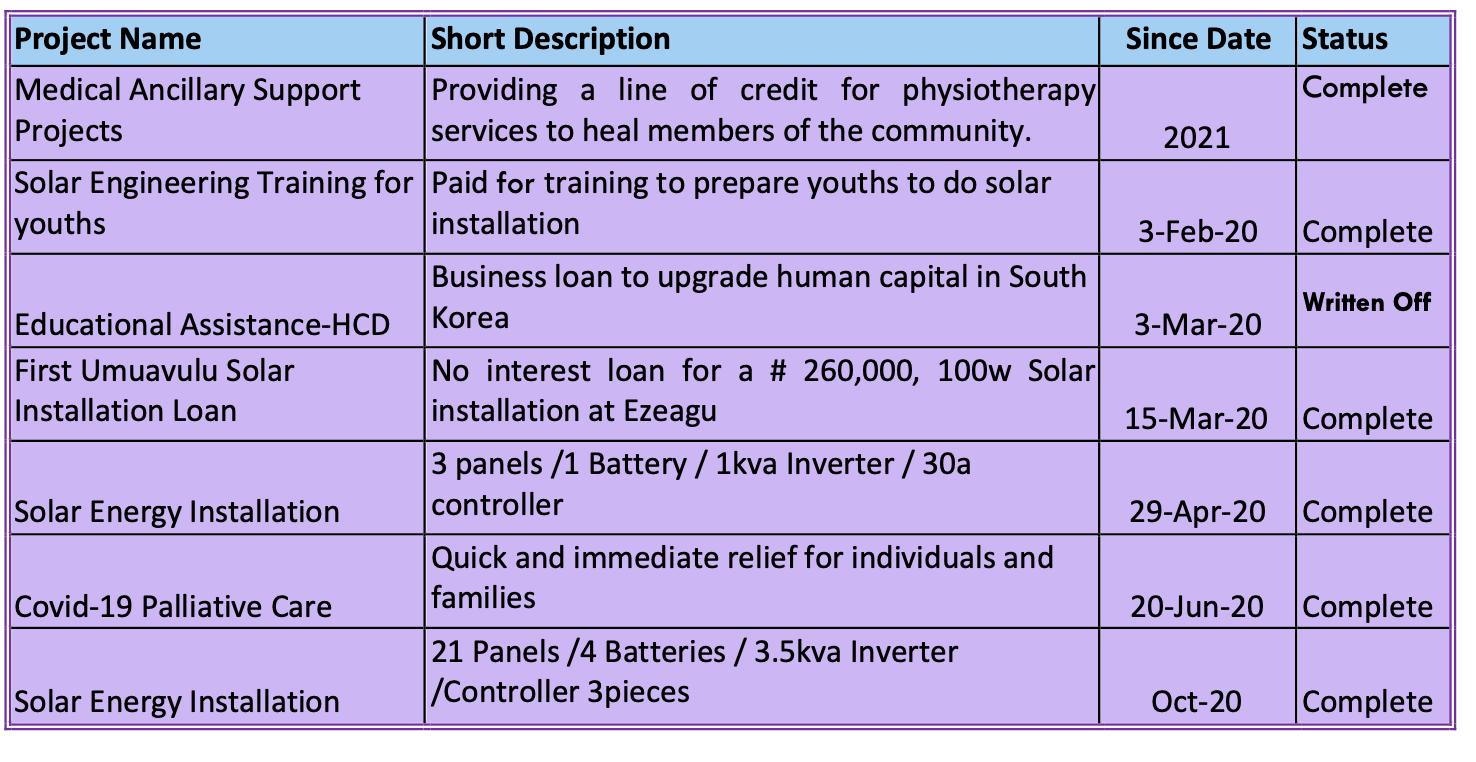 Project Name Short Description Since Date Status
Medical Ancillary Support Providing a line of credit for physiotherapy Complete
Projects services to heal members of the community. 2021
Solar Engineering Training for Paid for training to prepare youths to do solar
youths installation 3-Feb-20 Complete
Business loan to upgrade human capital in South
Educational Assistance-HCD Korea 3-Mar-20 Written Off
First Umuavulu Solar No interest loan for a # 260,000, 100w Solar
Installation Loan installation at Ezeagu 15-Mar-20 Complete
3 panels /1 Battery / 1kva Inverter / 30a
Solar Energy Installation controller 29-Apr-20 Complete
Quick and immediate relief for individuals and
Covid-19 Palliative Care families 20-Jun-20 Complete
21 Panels /4 Batteries / 3.5kva Inverter
Solar Energy Installation /Controller 3pieces Oct-20 Complete